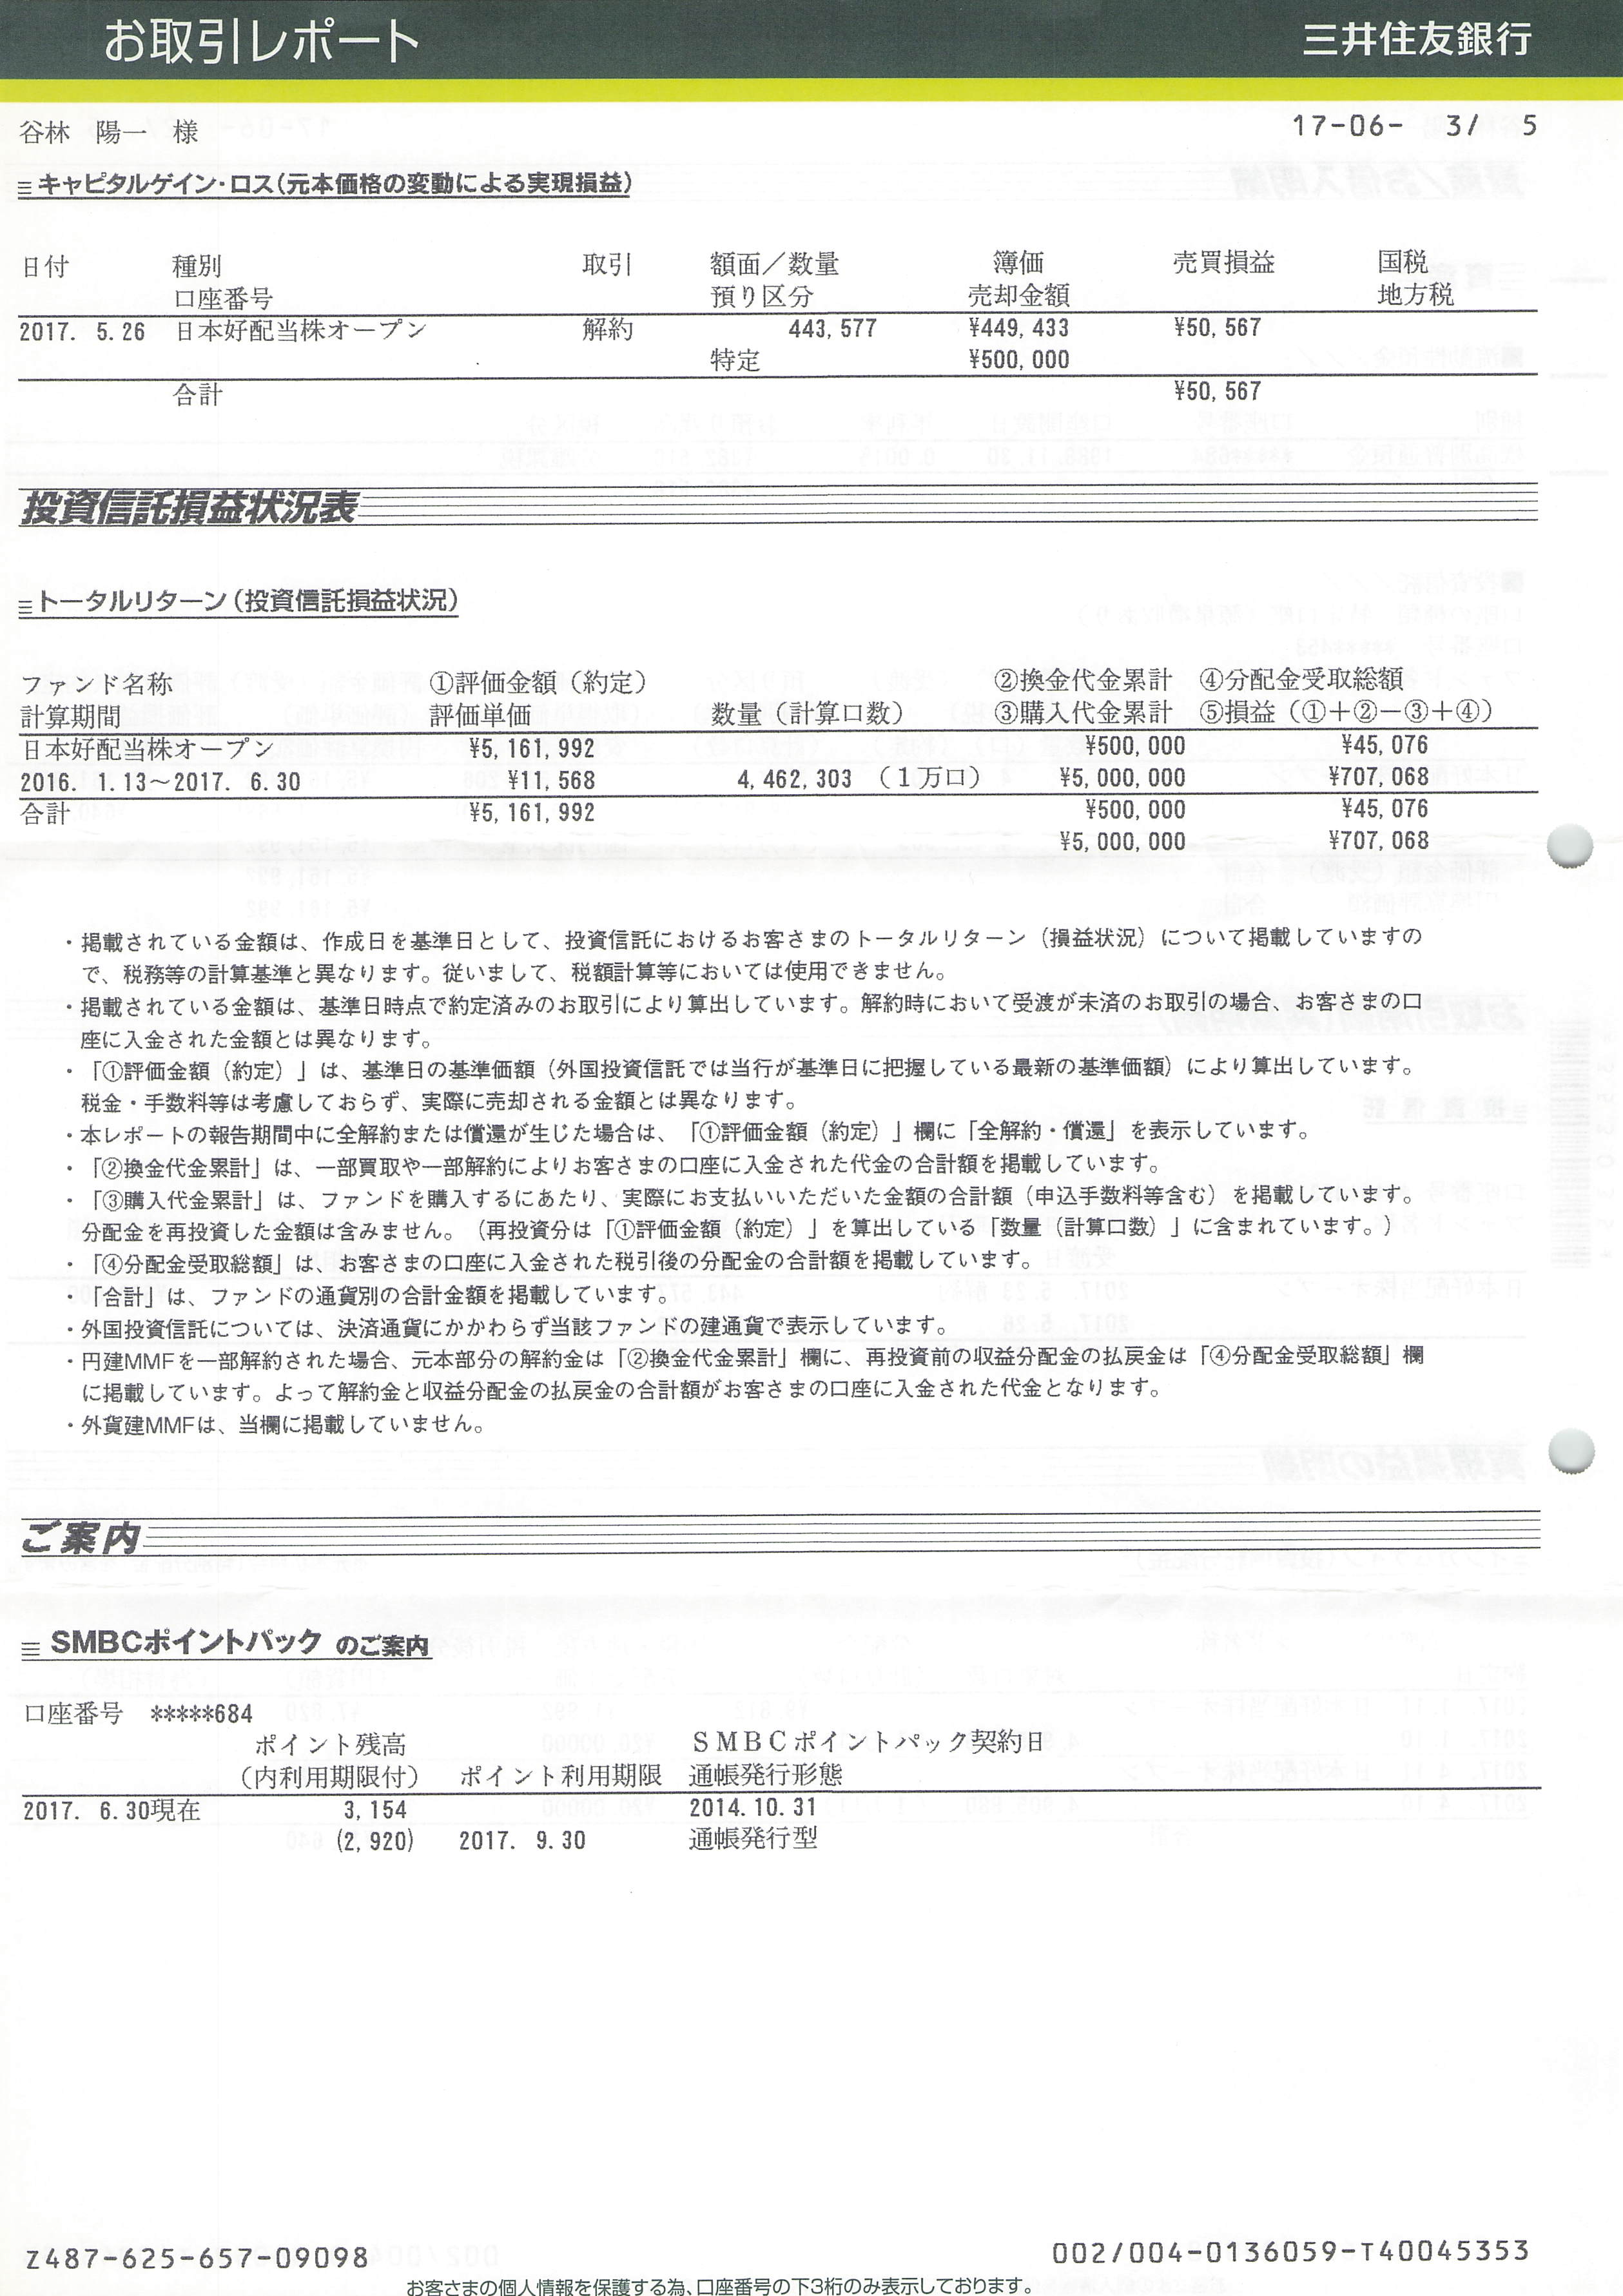 お取引レポート 三井住友銀行
谷林 陽一 様 17-06- 3/ 5
キャピタルゲイン・ロス(元本価格の変動による実現損益)
日付 種別 取引 額面/数量 簿価 売買損益 国税
口座番号 預り区分 売却金額 地方税
2017. 5.26 日本好配当株オープン 解約 443,577 ¥449,433 ¥50,567
特定 ¥500,000
合計 ¥50,567
投資信託損益状況表
トータルリターン(投資信託損益状況)
ファンド名称 ①評価金額(約定) ②換金代金累計 ④分配金受取総額
計算期間 評価単価 数量(計算口数) ③購入代金累計 ⑤損益(①+②-③+④)
日本好配当株オープン ¥5,161,992 ¥500,000 ¥45,076
2016. 1.13~2017. 6.30 ¥11,568 4,462,303 (1万口) ¥5,000,000 ¥707,068
合計 ¥5,161,992 ¥500,000 ¥45,076
¥5,000,000 ¥707,068
・掲載されている金額は、作成日を基準日として、投資信託におけるお客さまのトータルリターン(損益状況)について掲載していますの
で、税務等の計算基準と異なります。従いまして、税額計算等においては使用できません。
・掲載されている金額は、基準日時点で約定済みのお取引により算出しています。解約時において受渡が未済のお取引の場合、お客さまの口
座に入金された金額とは異なります。
・「①評価金額(約定)」は、基準日の基準価額(外国投資信託では当行が基準日に把握している最新の基準価額)により算出しています。
税金・手数料等は考慮しておらず、実際に売却される金額とは異なります。
・本レポートの報告期間中に全解約または償還が生じた場合は、「①評価金額(約定)」欄に「全解約・償還」を表示しています。
・「②換金代金累計」は、一部買取や一部解約によりお客さまの口座に入金された代金の合計額を掲載しています。
・「③購入代金累計」は、ファンドを購入するにあたり、実際にお支払いいただいた金額の合計額(申込手数料等含む)を掲載しています。
分配金を再投資した金額は含みません。(再投資分は「①評価金額(約定)」を算出している「数量(計算口数)」に含まれています。)
・「④分配金受取総額」は、お客さまの口座に入金された税引後の分配金の合計額を掲載しています。
・「合計」は、ファンドの通貨別の合計金額を掲載しています。
・外国投資信託については、決済通貨にかかわらず当該ファンドの建通貨で表示しています。
・円建MMFを一部解約された場合、元本部分の解約金は「②換金代金累計」欄に、再投資前の収益分配金の払戻金は「④分配金受取総額」欄
に掲載しています。よって解約金と収益分配金の払戻金の合計額がお客さまの口座に入金された代金となります。
・外貨建MMFは、当欄に掲載していません。
ご案内
SMBCポイントパック のご案内
口座番号 *****684
ポイント残高 SMBCポイントパック契約日
(内利用期限付) ポイント利用期限 通帳発行形態
2017. 6.30現在 3,154 2014.10.31
(2,920) 2017. 9.30 通帳発行型
Z487-625-657-09098 002/004-0136059-T40045353
お客さまの個人情報を保護する為、口座番号の下3桁のみ表示しております。